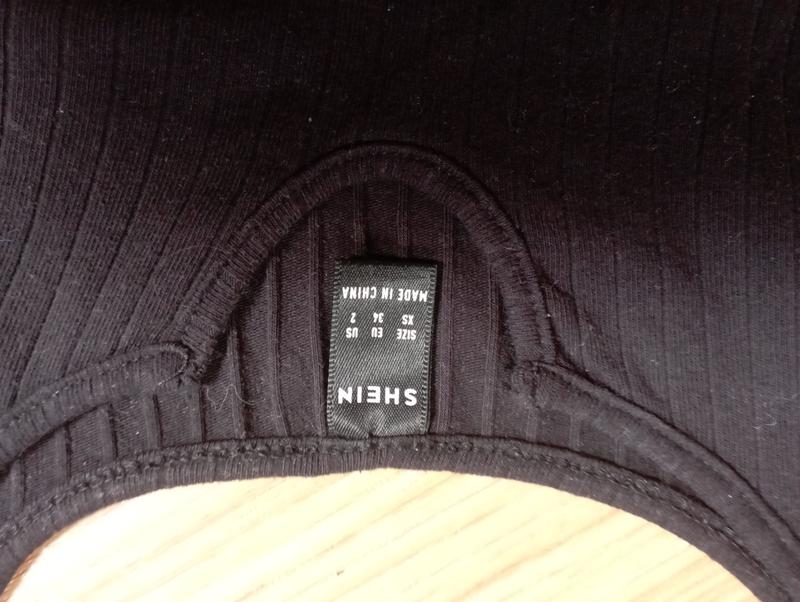 SHEIN
SIZE EU US
XS 34 2
MADE IN CHINA